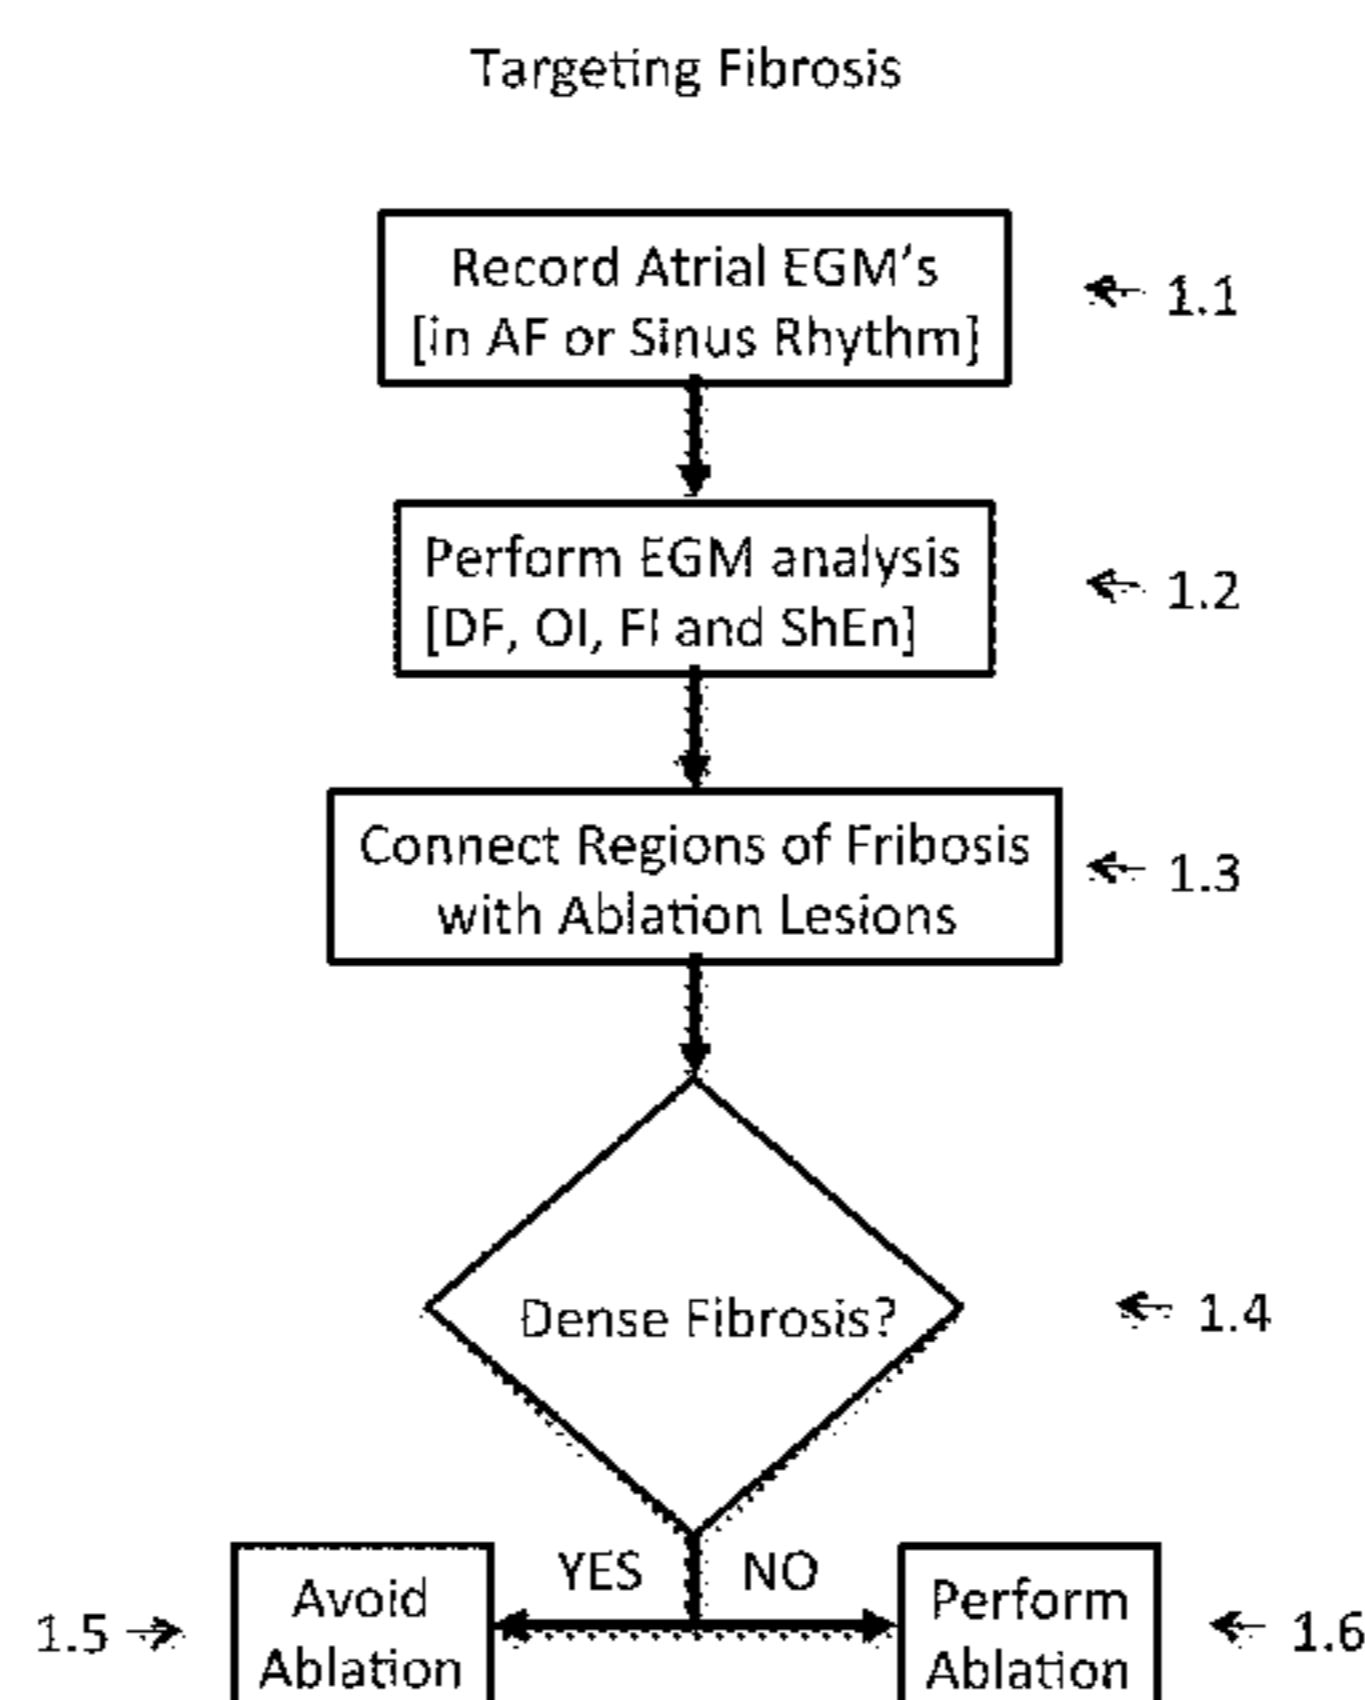 Targeting Fibrosis
Record Atrial EGM's
[in AF or Sinus Rhythm]
1.1
Perform EGM analysis
[DF, OI, FI and ShEn]
1.2
Connect Regions of Fribosis
with Ablation Lesions
1.3
Dense Fibrosis?
1.4
YES
NO
1.5
Avoid
Ablation
Perform
Ablation
1.6